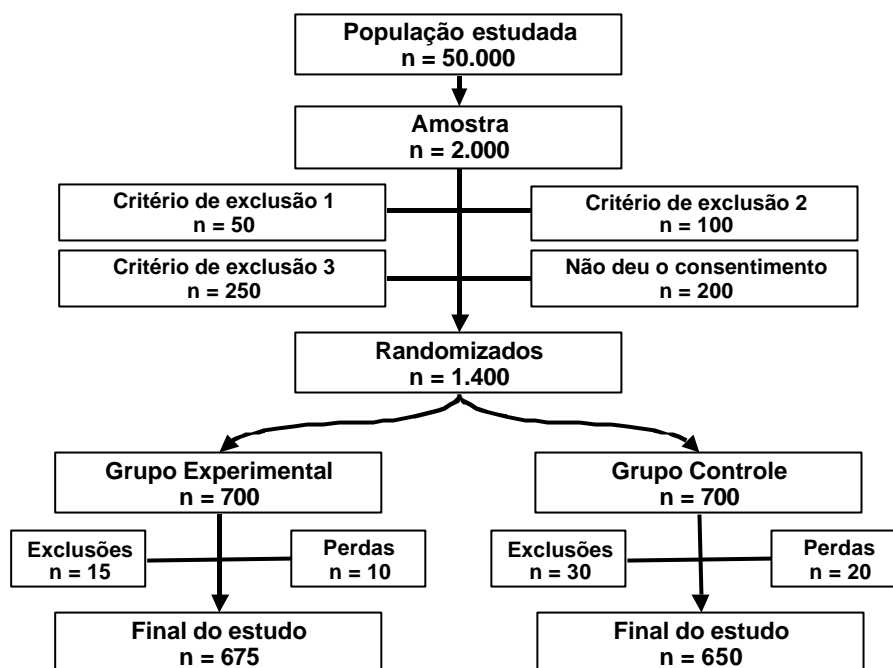 População estudada
n = 50.000
Amostra
n = 2.000
Critério de exclusão 1
n = 50
Critério de exclusão 2
n = 100
Critério de exclusão 3
n = 250
Não deu o consentimento
n = 200
Randomizados
n = 1.400
Grupo Experimental
n = 700
Grupo Controle
n = 700
Exclusões
n = 15
Perdas
n = 10
Exclusões
n = 30
Perdas
n = 20
Final do estudo
n = 675
Final do estudo
n = 650